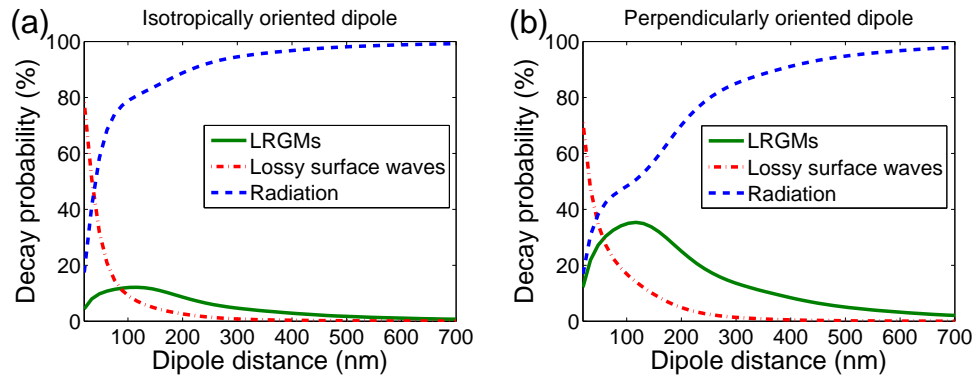 (a)
Isotropically oriented dipole
Decay probability (%)
100
80
60
40
20
0
LRGMs
Lossy surface waves
Radiation
100 200 300 400 500 600 700
Dipole distance (nm)
(b)
Perpendicularly oriented dipole
Decay probability (%)
100
80
60
40
20
0
LRGMs
Lossy surface waves
Radiation
100 200 300 400 500 600 700
Dipole distance (nm)